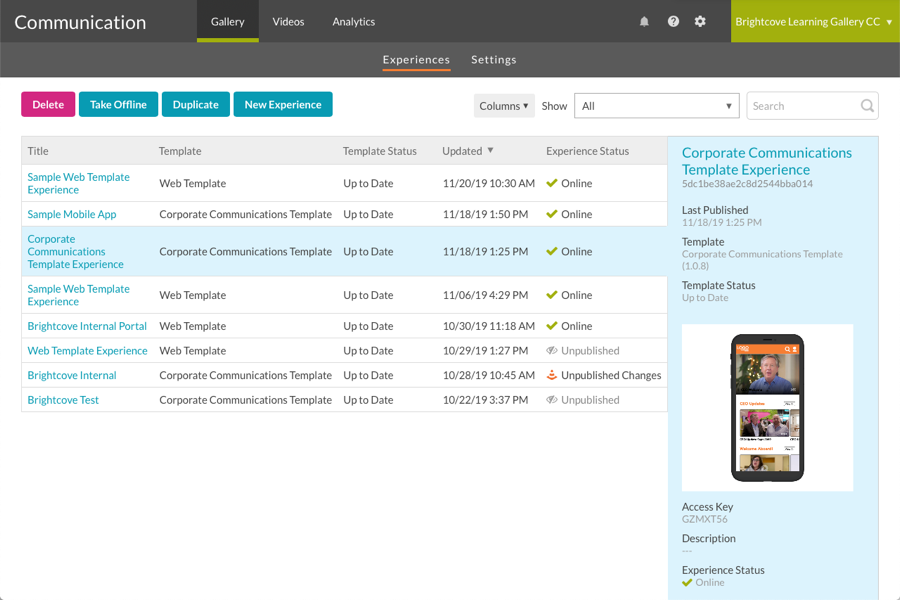 Communication
Gallery
Videos
Analytics
Brightcove Learning Gallery CC
Experiences
Settings
Delete
Take Offline
Duplicate
New Experience
Columns
Show
All
Search
Title Template Template Status Updated Experience Status
Sample Web Template
Experience
Web Template Up to Date 11/20/19 10:30 AM Online
Sample Mobile App Corporate Communications Template Up to Date 11/18/19 1:50 PM Online
Corporate
Communications
Template Experience
Corporate Communications Template Up to Date 11/18/19 1:25 PM Online
Sample Web Template
Experience
Web Template Up to Date 11/06/19 4:29 PM Online
Brightcove Internal Portal Web Template Up to Date 10/30/19 11:18 AM Online
Web Template Experience Web Template Up to Date 10/29/19 1:27 PM Unpublished
Brightcove Internal Corporate Communications Template Up to Date 10/28/19 10:45 AM Unpublished Changes
Brightcove Test Corporate Communications Template Up to Date 10/22/19 3:37 PM Unpublished
Corporate Communications
Template Experience
5dc1be38ae2c8d2544bba014
Last Published
11/18/19 1:25 PM
Template
Corporate Communications Template
(1.0.8)
Template Status
Up to Date
CEO Updates
Welcome Aboard!
Access Key
GZMXT56
Description
---
Experience Status
Online